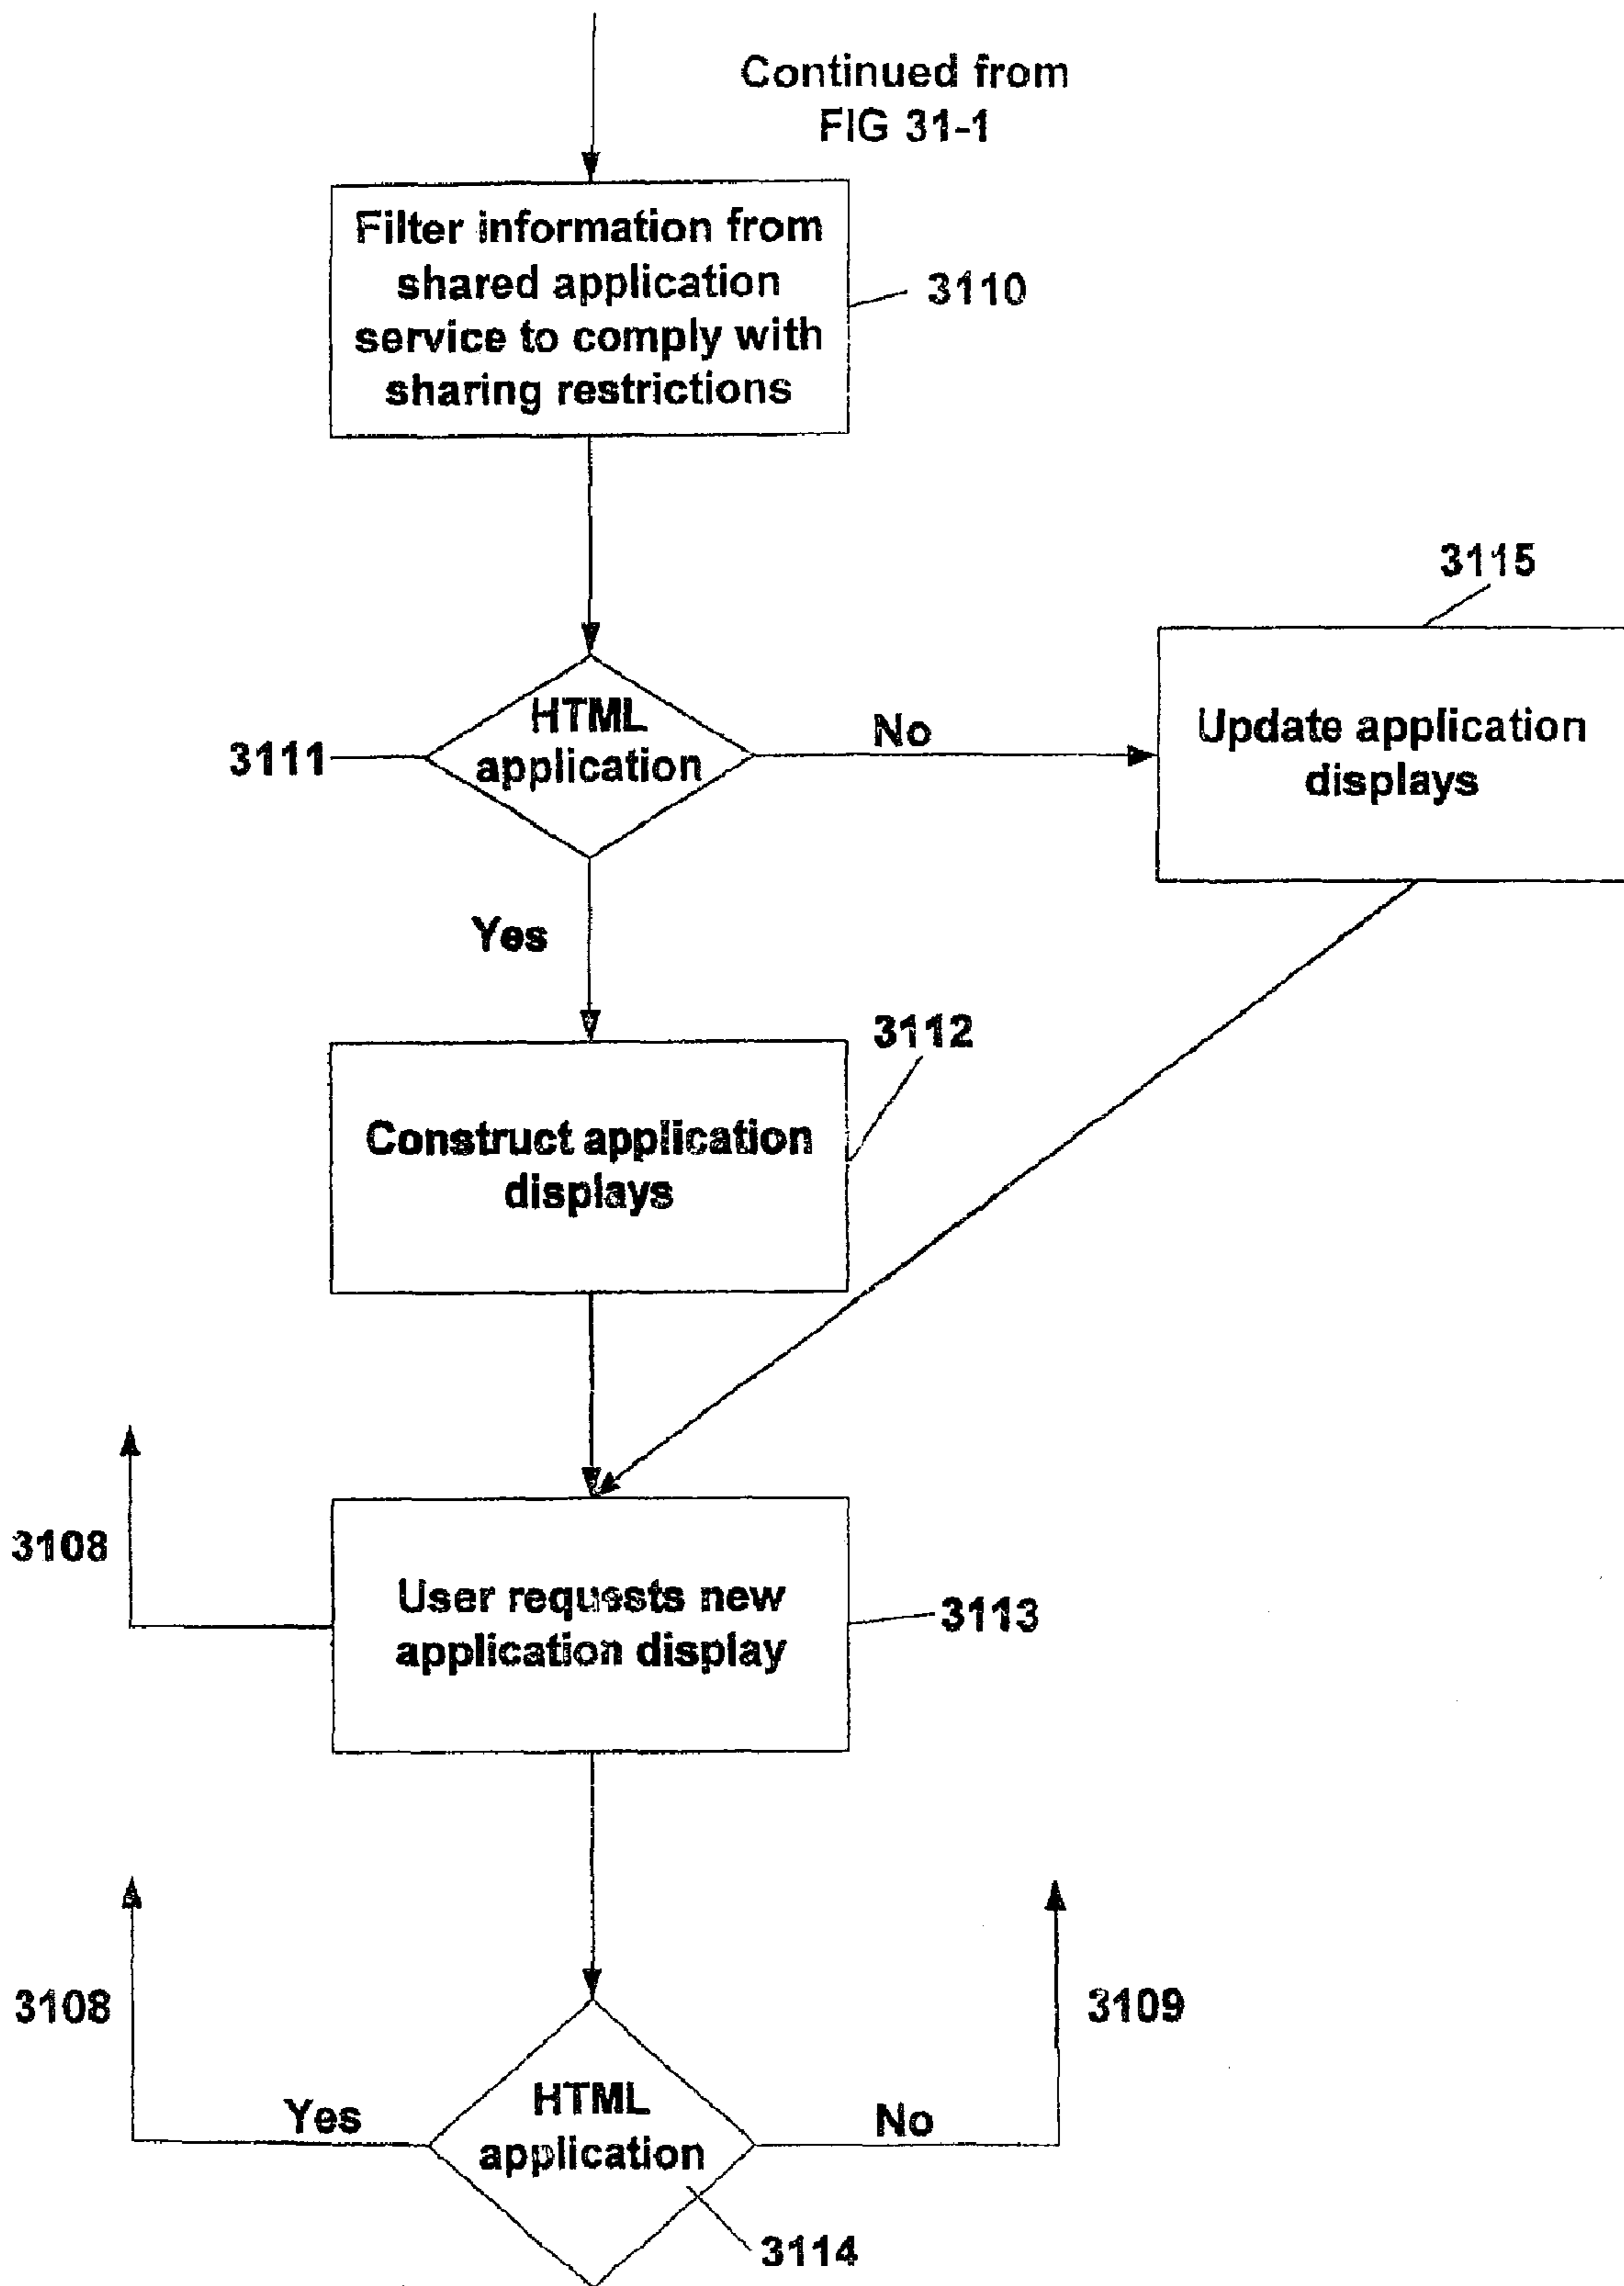 Continued from
FIG 31-1
Filter information from
shared application
service to comply with
sharing restrictions
3110
3115
HTML
application
3111
No
Update application
displays
Yes
3112
Construct application
displays
3108
User requests new
application display
3113
3108
3109
Yes
HTML
application
No
3114